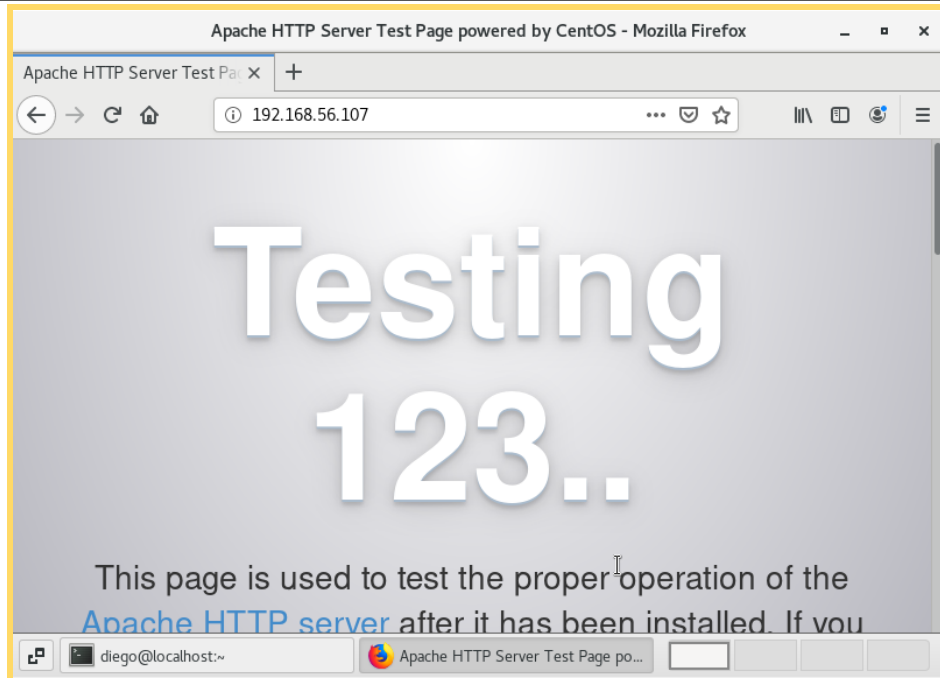 Apache HTTP Server Test Page powered by CentOS - Mozilla Firefox
Apache HTTP Server Test Pa
192.168.56.107
Testing
123..
This page is used to test the proper operation of the
Apache HTTP server after it has been installed. If you
diego@localhost:~
Apache HTTP Server Test Page po...